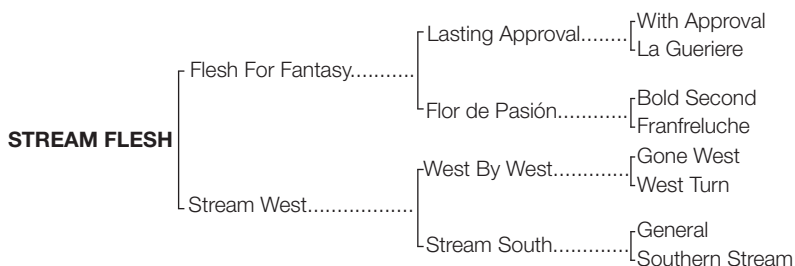 With Approval
Lasting Approval........
La Gueriere
Flesh For Fantasy...........
Bold Second
Flor de Pasión.............
Franfreluche
STREAM FLESH
Gone West
West By West.............
West Turn
Stream West..................
General
Stream South.............
Southern Stream